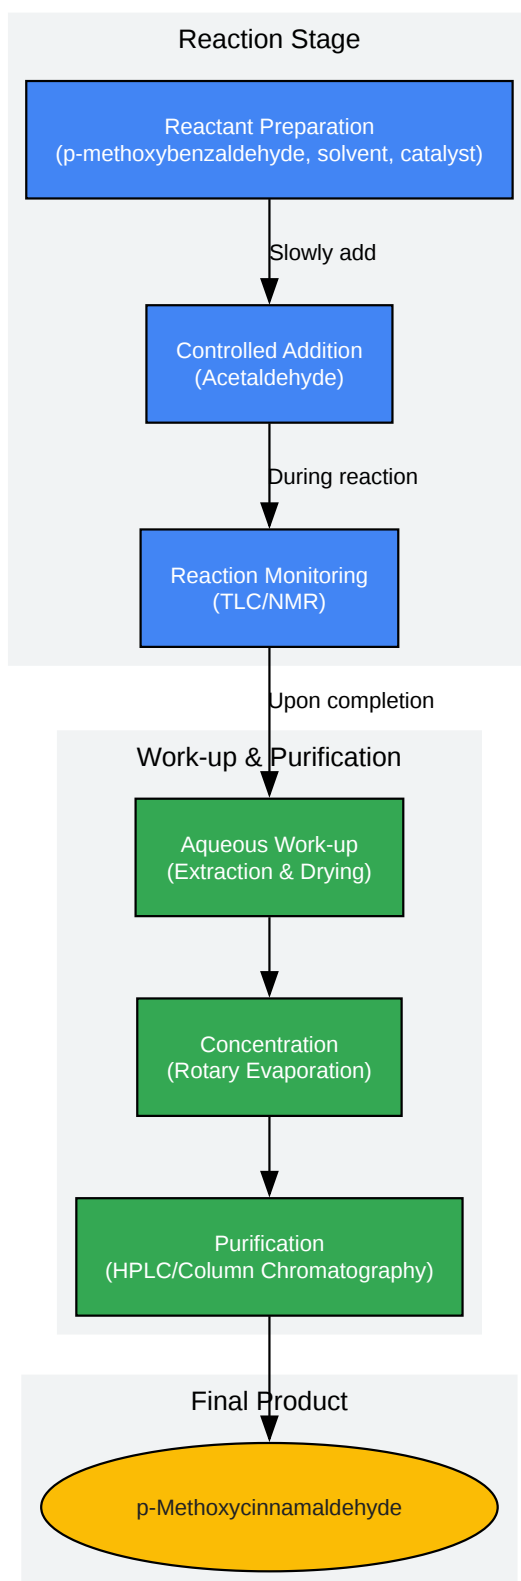 Reaction Stage
Reactant Preparation
(p-methoxybenzaldehyde, solvent, catalyst)
Slowly add
Controlled Addition
(Acetaldehyde)
During reaction
Reaction Monitoring
(TLC/NMR)
Upon completion
Work-up & Purification
Aqueous Work-up
(Extraction & Drying)
Concentration
(Rotary Evaporation)
Purification
(HPLC/Column Chromatography)
Final Product
p-Methoxycinnamaldehyde